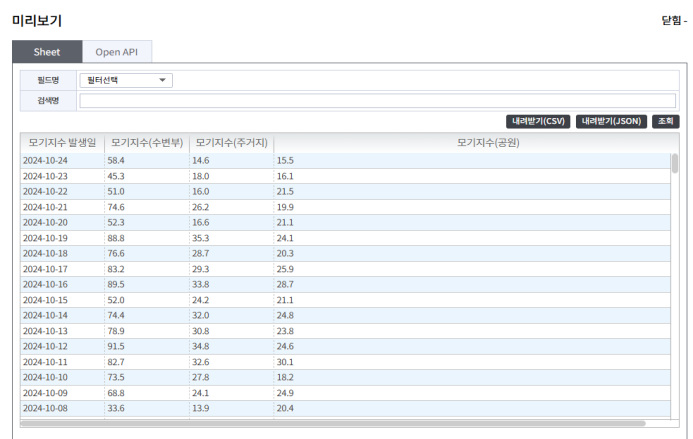 미리보기 닫힘 -
Sheet Open API
필드명 필터선택
검색명
내려받기(CSV) 내려받기(JSON) 조회
모기지수 발생일 모기지수(수변부) 모기지수(주거지) 모기지수(공원)
2024-10-24 58.4 14.6 15.5
2024-10-23 45.3 18.0 16.1
2024-10-22 51.0 16.0 21.5
2024-10-21 74.6 26.2 19.9
2024-10-20 52.3 16.6 21.1
2024-10-19 88.8 35.3 24.1
2024-10-18 76.6 28.7 20.3
2024-10-17 83.2 29.3 25.9
2024-10-16 89.5 33.8 28.7
2024-10-15 52.0 24.2 21.1
2024-10-14 74.4 32.0 24.8
2024-10-13 78.9 30.8 23.8
2024-10-12 91.5 34.8 24.6
2024-10-11 82.7 32.6 30.1
2024-10-10 73.5 27.8 18.2
2024-10-09 68.8 24.1 24.9
2024-10-08 33.6 13.9 20.4